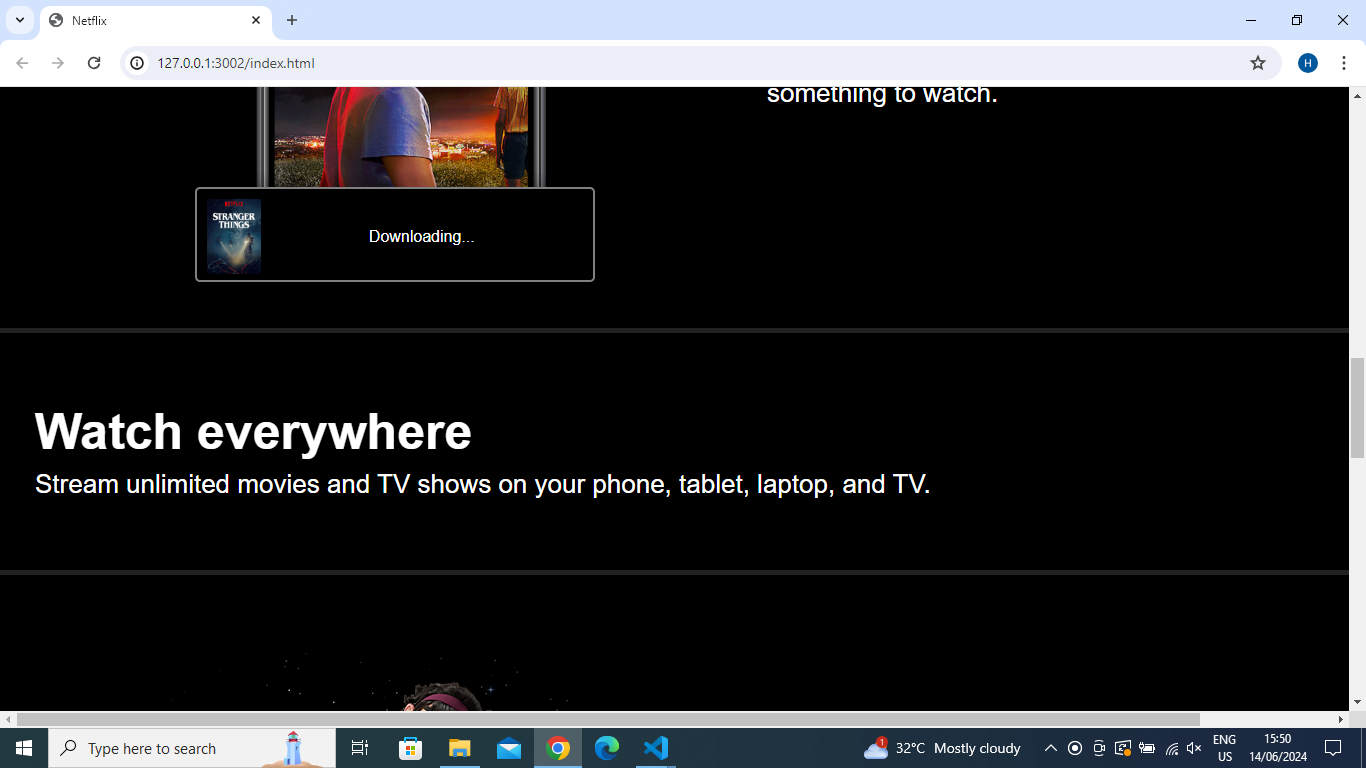 Netflix
127.0.0.1:3002/index.html
H
something to watch.
NETFLIX
STRANGER
THINGS
Downloading...
Watch everywhere
Stream unlimited movies and TV shows on your phone, tablet, laptop, and TV.
Type here to search
1
32°C Mostly cloudy
ENG
US
15:50
14/06/2024